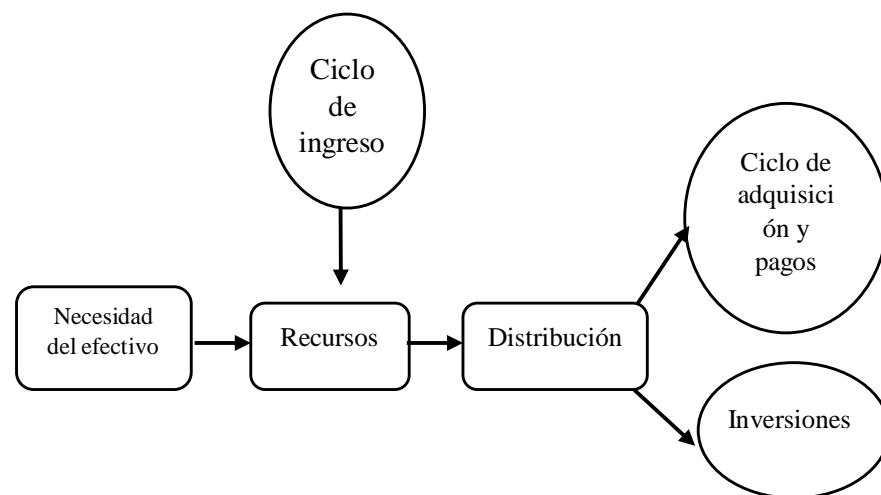 Ciclo
de
ingreso
Ciclo de
adquisici
ón y
pagos
Necesidad
del efectivo
Recursos
Distribución
Inversiones